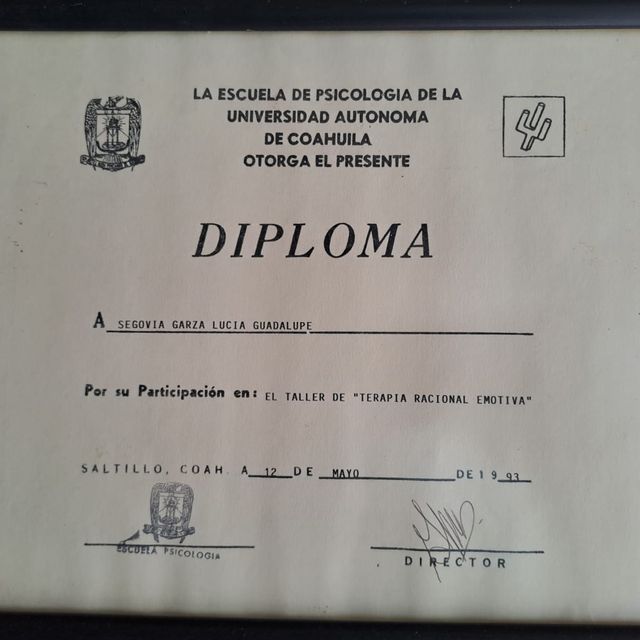 LA ESCUELA DE PSICOLOGIA DE LA
UNIVERSIDAD AUTONOMA
DE COAHUILA
OTORGA EL PRESENTE
DIPLOMA
A SEGOVIA GARZA LUCIA GUADALUPE
Por su Participación en: EL TALLER DE "TERAPIA RACIONAL EMOTIVA"
SALTILLO, COAH. A 12 DE MAYO DE 19 93
ESCUELA PSICOLOGIA
DIRECTOR